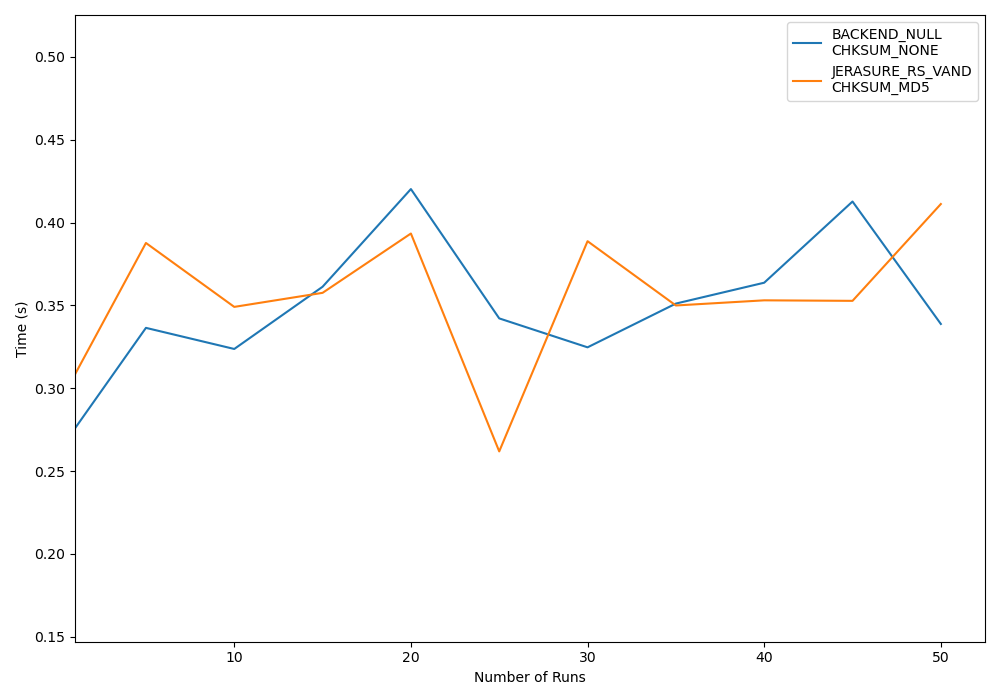 0.50
0.45
0.40
0.35
0.30
0.25
0.20
0.15
Time (s)
10 20 30 40 50
Number of Runs
BACKEND_NULL
CHKSUM_NONE
JERASURE_RS_VAND
CHKSUM_MD5